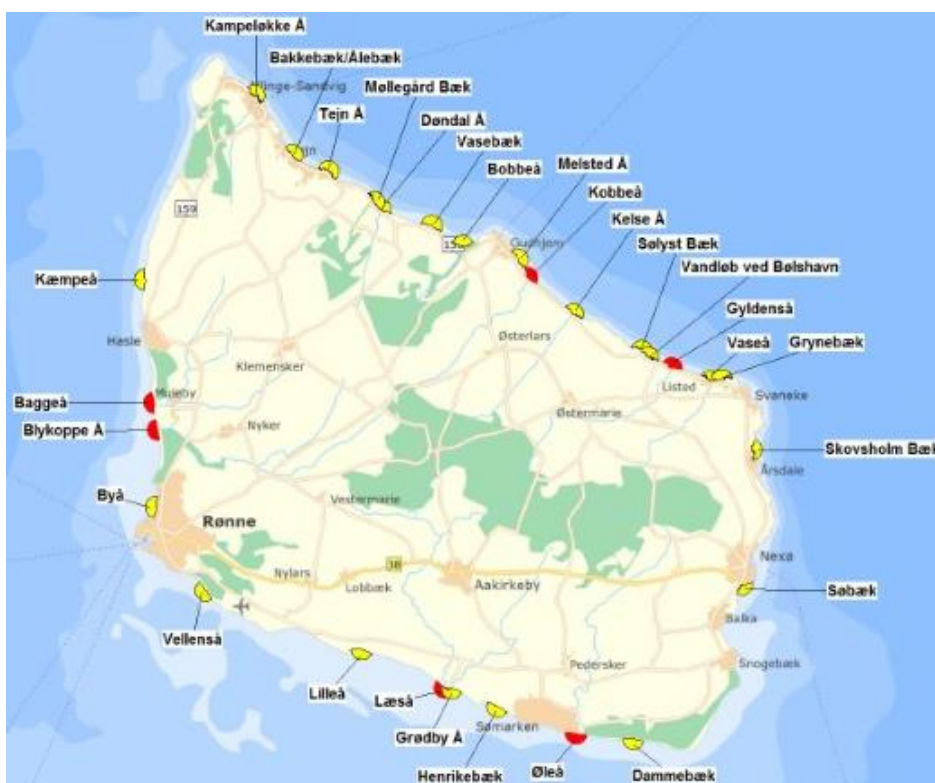 Kampeløkke Å
Bakkebæk/Ålebæk
Møllegård Bæk
Tejn Å
Døndal Å
Vasebæk
Bobbeå
Melsted Å
Kobbeå
Kelse Å
Sølyst Bæk
Vandløb ved Bølshavn
Gyldenså
Vaseå
Grynebæk
159
Kæmpeå
Hasle
Klemensker
Østerlars
Listed
Svaneke
Baggeå
Muleby
Østermarie
Blykoppe Å
Nyker
Skovsholm Bæk
Årsdale
Byå
Vestermarie
Rønne
38
Nexø
Nylars
Lobbæk
Aakirkeby
Søbæk
Balka
Vellenså
Pedersker
Snogebæk
Lilleå
Læså
Grødby Å
Sømarken
Henrikebæk
Øleå
Dammebæk